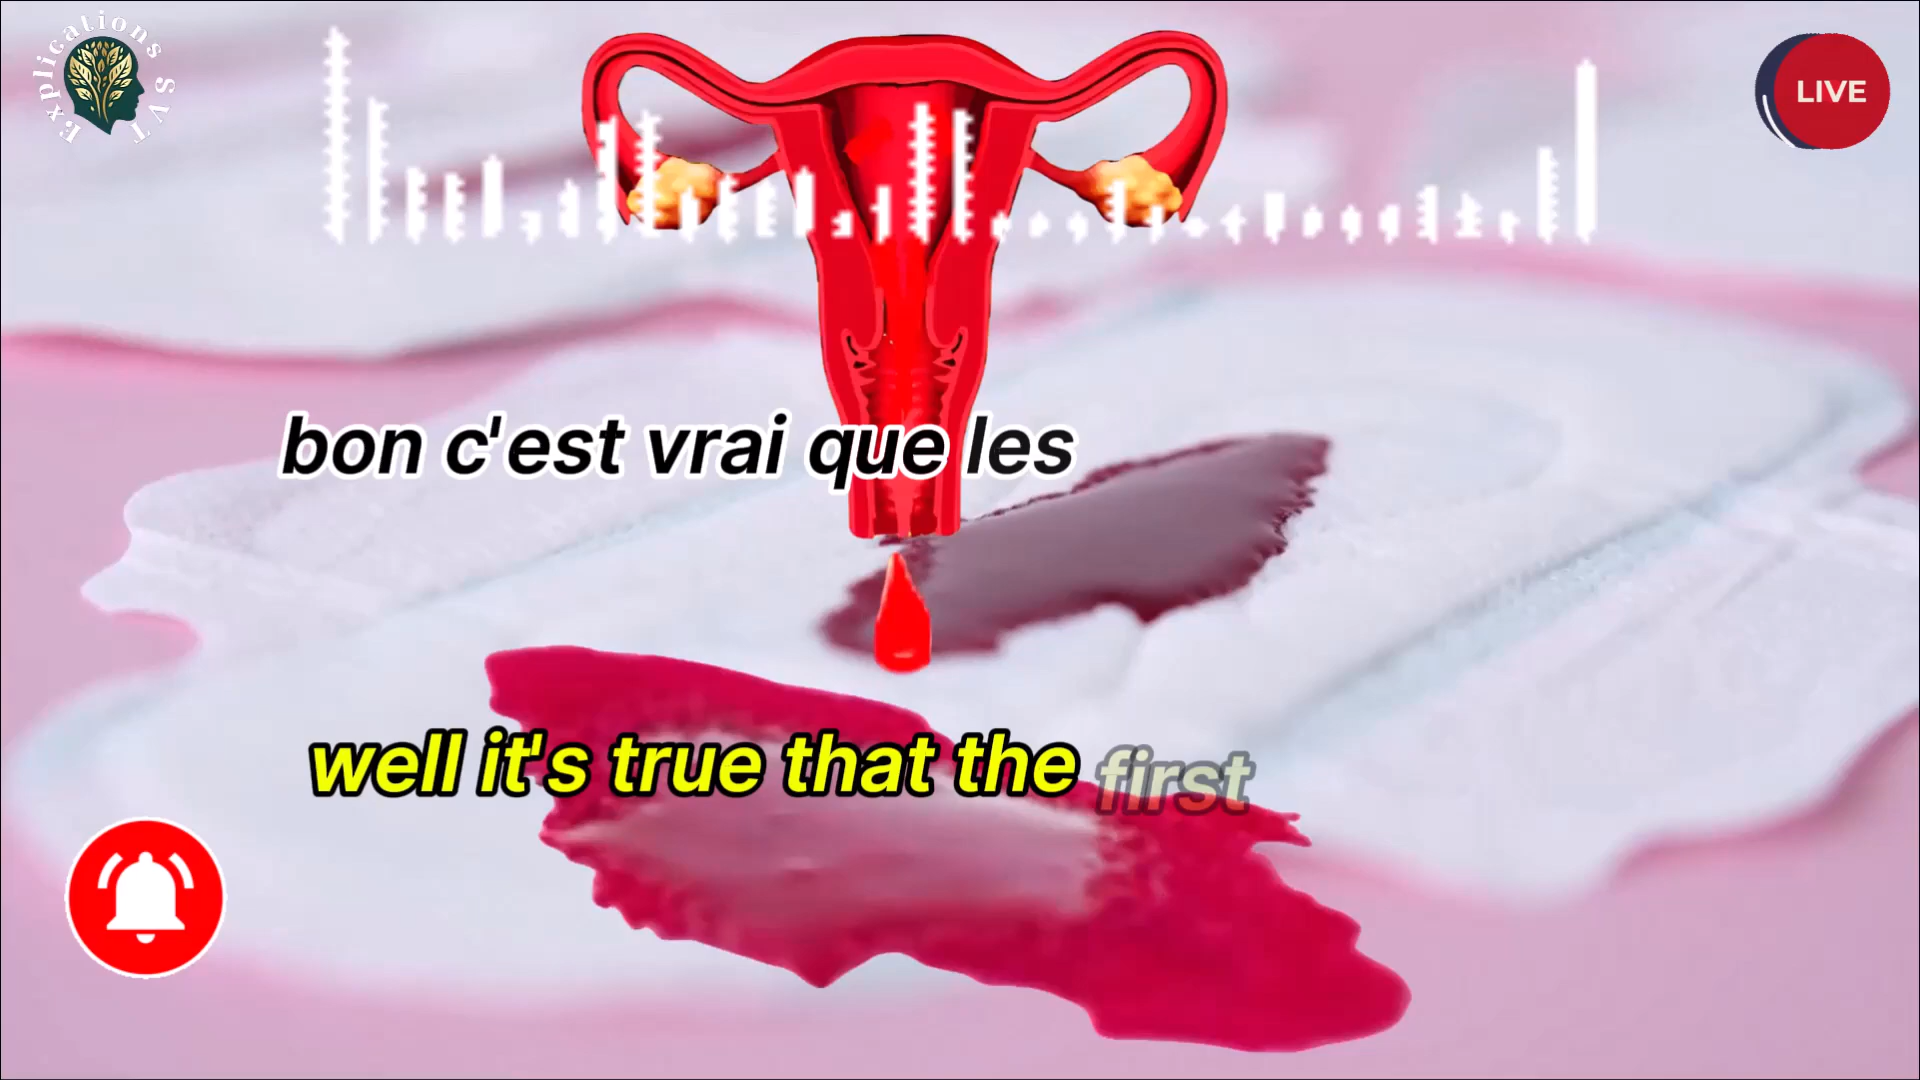 Explications SVT
LIVE
bon c'est vrai que les
well it's true that the first